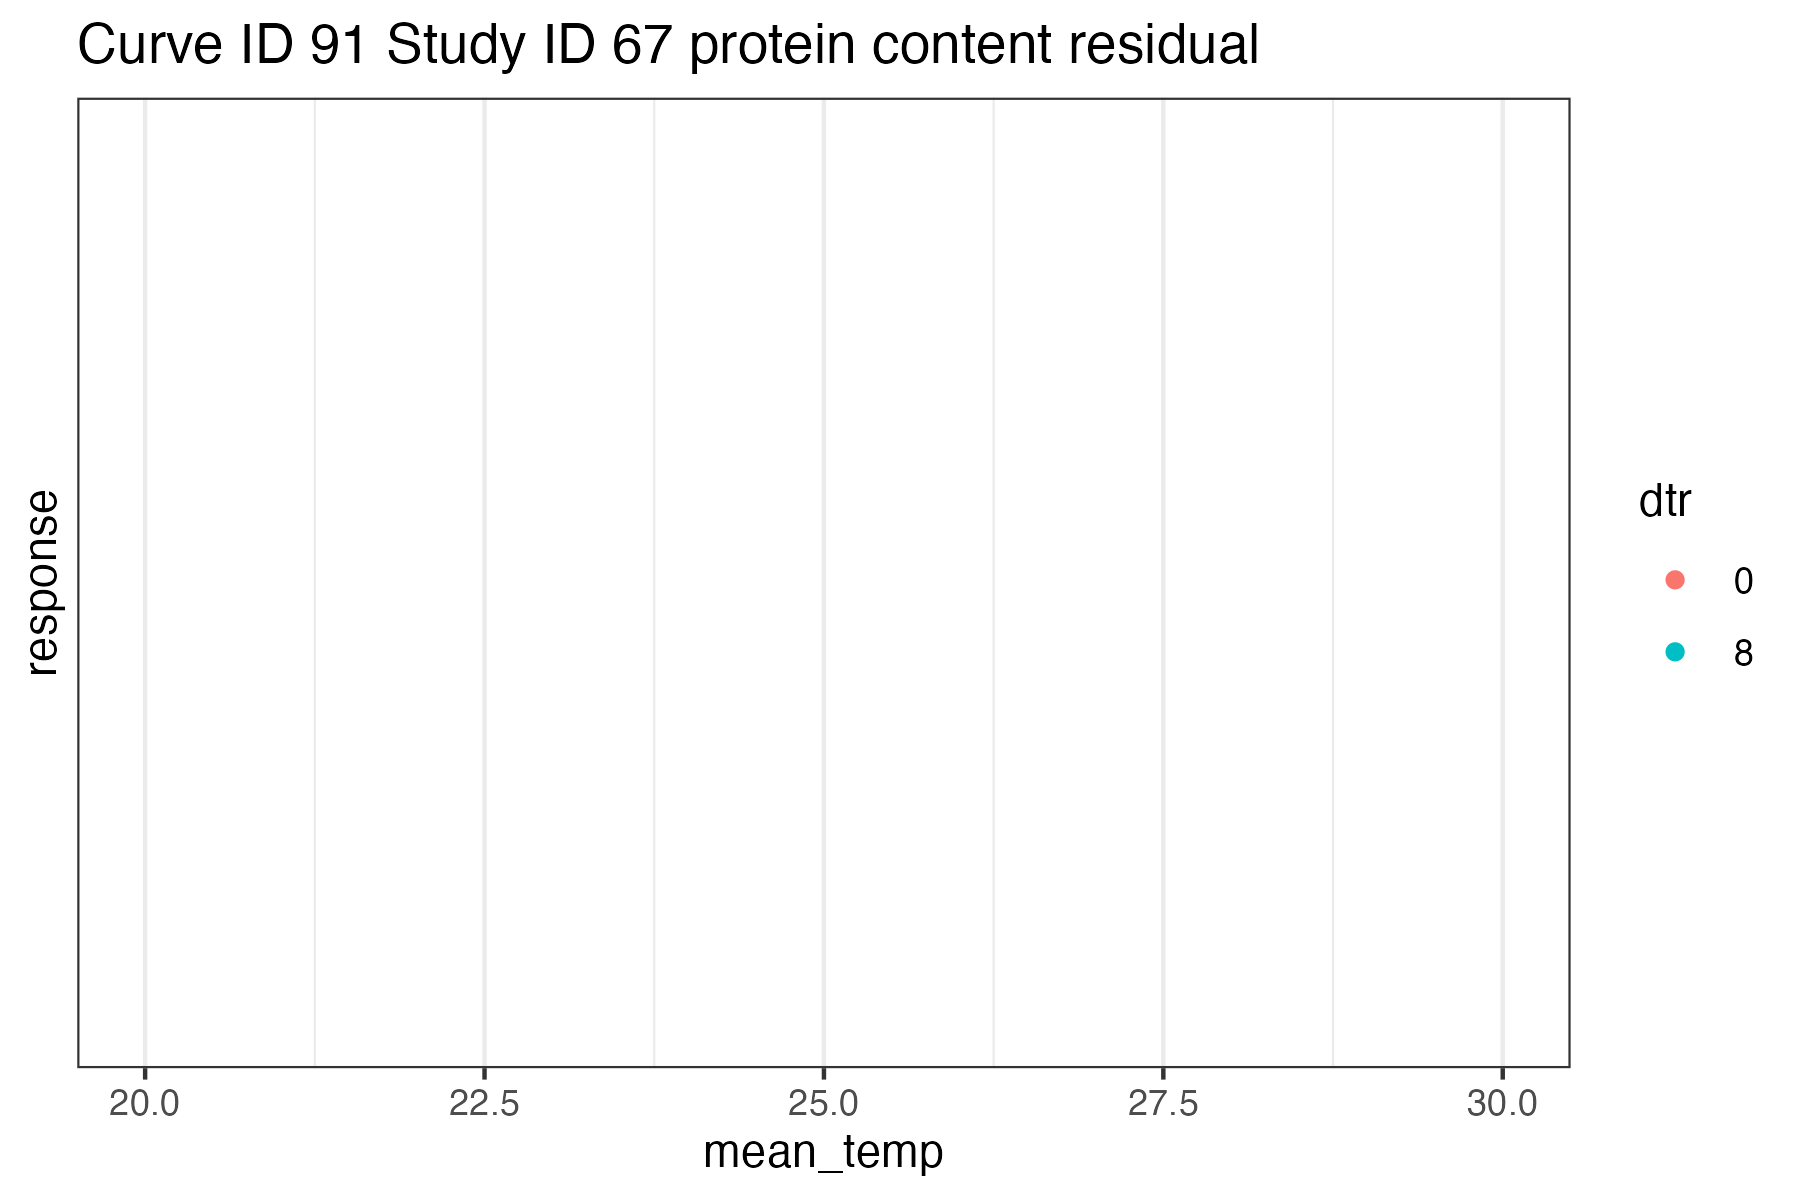 Curve ID 91 Study ID 67 protein content residual
response
dtr
0
8
20.0 22.5 25.0 27.5 30.0
mean_temp